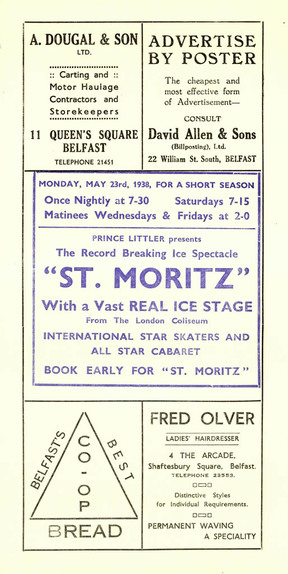 A. DOUGAL & SON
LTD.
:: Carting and ::
Motor Haulage
Contractors and
Storekeepers
11 QUEEN'S SQUARE
BELFAST
TELEPHONE 21451
ADVERTISE
BY POSTER
The cheapest and
most effective form
of Advertisement—
CONSULT
David Allen & Sons
(Billposting), Ltd.
22 William St. South, BELFAST
MONDAY, MAY 23rd, 1938, FOR A SHORT SEASON
Once Nightly at 7-30 Saturdays 7-15
Matinees Wednesdays & Fridays at 2-0
PRINCE LITTLER presents
The Record Breaking Ice Spectacle
"ST. MORITZ"
With a Vast REAL ICE STAGE
From The London Coliseum
INTERNATIONAL STAR SKATERS AND
ALL STAR CABARET
BOOK EARLY FOR "ST. MORITZ"
BELFAST'S
BEST
CO-OP
BREAD
FRED OLVER
LADIES' HAIRDRESSER
4 THE ARCADE,
Shaftesbury Square, Belfast.
TELEPHONE 23553.
Distinctive Styles
for Individual Requirements.
PERMANENT WAVING
A SPECIALITY